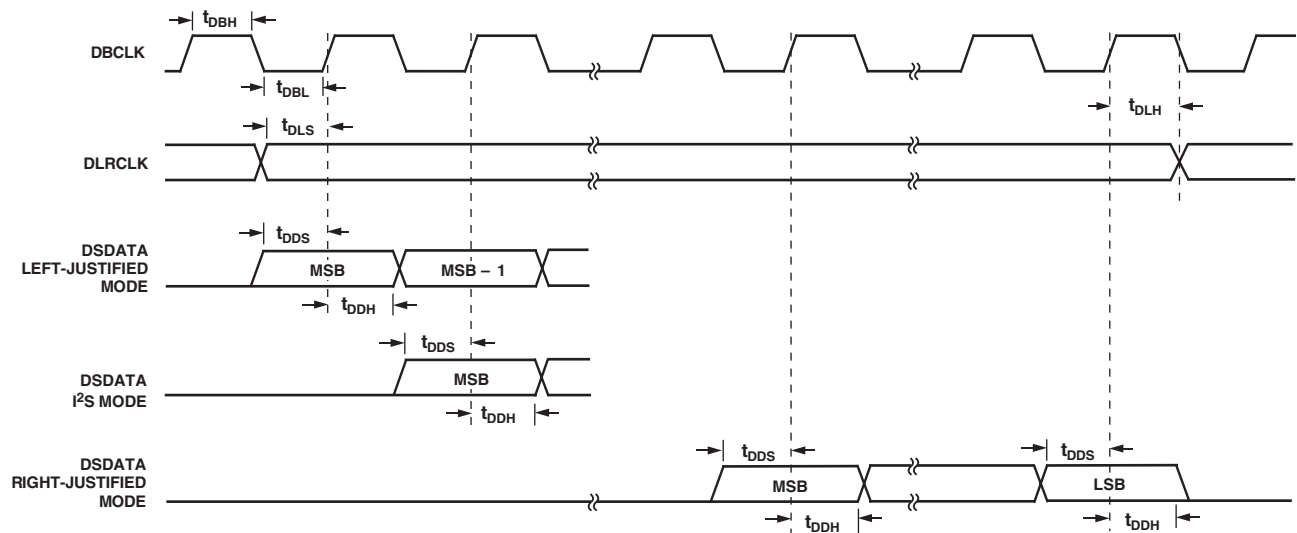 tDBH
DBCLK
tDBL
tDLH
tDLS
DLRCLK
DSDATA
LEFT-JUSTIFIED
MODE
tDDS
MSB
MSB – 1
tDDH
tDDS
DSDATA
I²S MODE
MSB
tDDH
DSDATA
RIGHT-JUSTIFIED
MODE
tDDS
tDDS
MSB
LSB
tDDH
tDDH